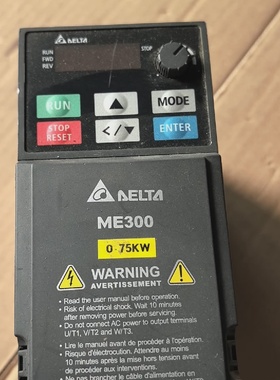 DELTA
RUN
FWD
REV
STOP
RUN
MODE
STOP
RESET
ENTER
DELTA
ME300
0.75KW
WARNING
AVERTISSEMENT
Read the user manual before operation.
Risk of electrical shock. Wait 10 minutes
after removing power before servicing.
Do not connect AC power to output terminals
U/T1, V/T2 and W/T3.
Lire le manuel avant de procéder à l'opération.
Risque d'électrocution. Attendre au moins
10 minutes après la mise hors tension avant
de procéder aux interventions.
Ne pas brancher le câble d'alimentation en